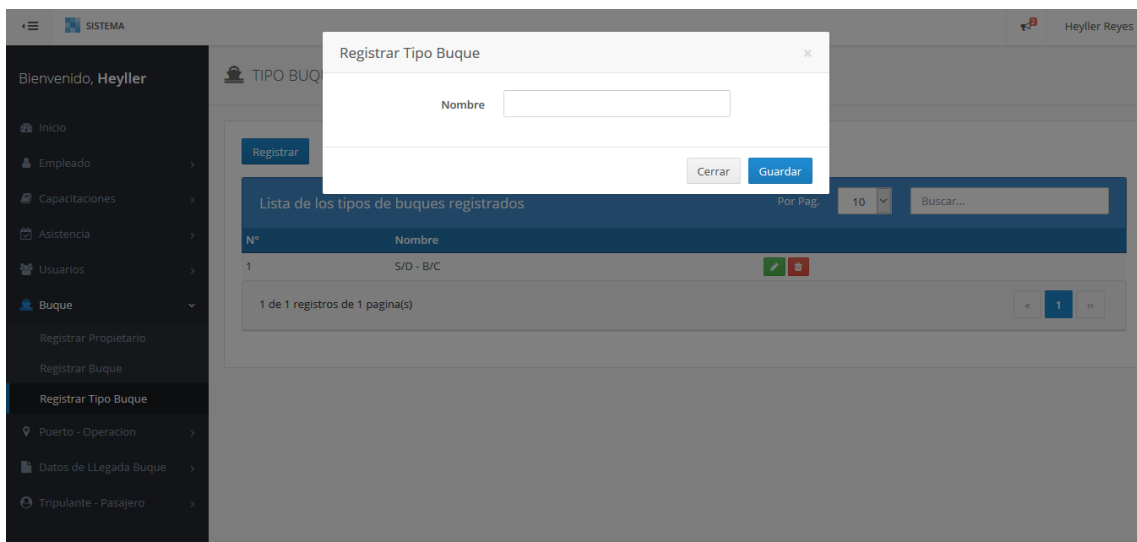 SISTEMA
2
Heyller Reyes
Bienvenido, Heyller
Inicio
Empleado
Capacitaciones
Asistencia
Usuarios
Buque
Registrar Propietario
Registrar Buque
Registrar Tipo Buque
Puerto - Operacion
Datos de LLegada Buque
Tripulante - Pasajero
TIPO BUQ
Registrar Tipo Buque
×
Nombre
Cerrar
Guardar
Registrar
Lista de los tipos de buques registrados
Por Pag.
10
Buscar...
N° Nombre
1 S/D - B/C
1 de 1 registros de 1 pagina(s)
« 1 »